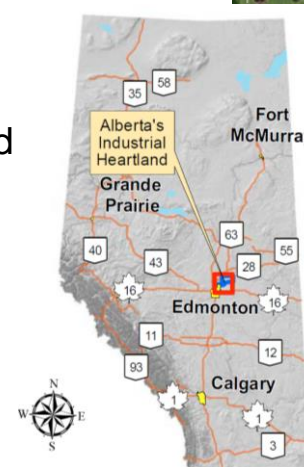 d
58
35
Alberta's
Industrial
Heartland
Fort
McMurra
Grande
Prairie
63
40
43
28
55
16
16
Edmonton
11
12
93
Calgary
1
1
3
N
W
E
S